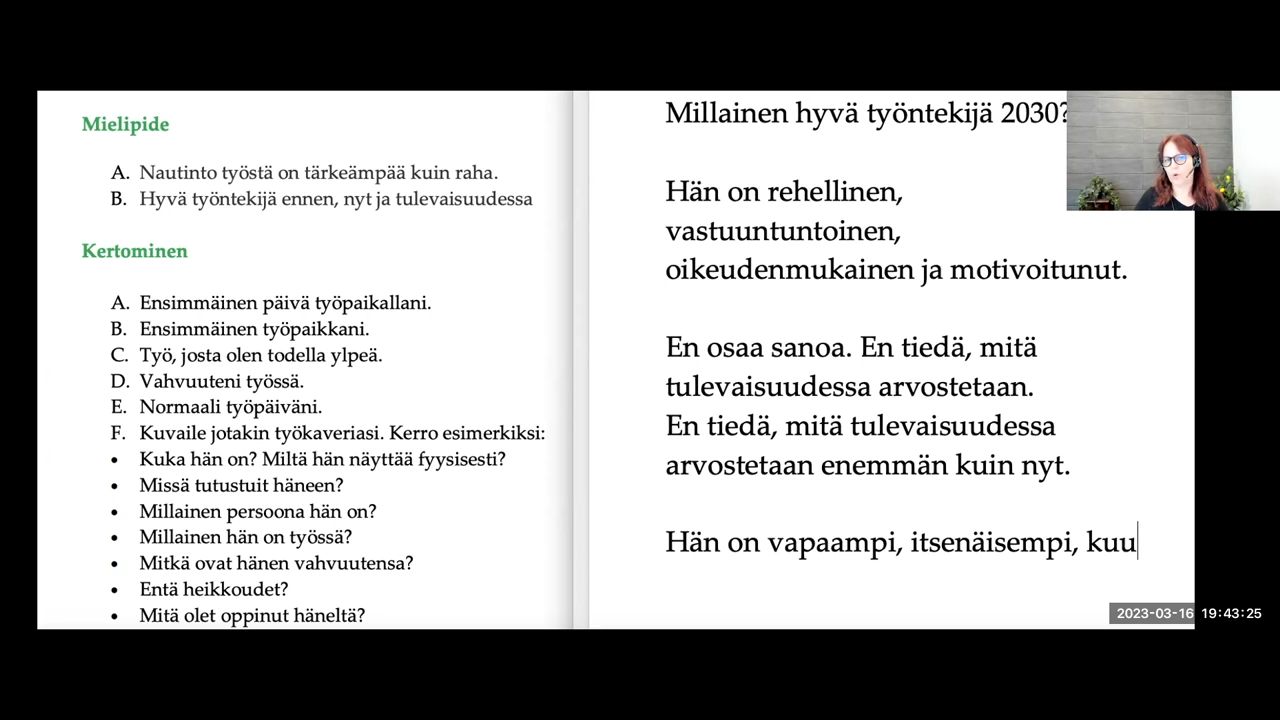 Mielipide
A. Nautinto työstä on tärkeämpää kuin raha.
B. Hyvä työntekijä ennen, nyt ja tulevaisuudessa
Kertominen
A. Ensimmäinen päivä työpaikallani.
B. Ensimmäinen työpaikkani.
C. Työ, josta olen todella ylpeä.
D. Vahvuuteni työssä.
E. Normaali työpäiväni.
F. Kuvaile jotakin työkaveriasi. Kerro esimerkiksi:
• Kuka hän on? Miltä hän näyttää fyysisesti?
• Missä tutustuit häneen?
• Millainen persoona hän on?
• Millainen hän on työssä?
• Mitkä ovat hänen vahvuutensa?
• Entä heikkoudet?
• Mitä olet oppinut häneltä?
Millainen hyvä työntekijä 2030?
Hän on rehellinen,
vastuuntuntoinen,
oikeudenmukainen ja motivoitunut.
En osaa sanoa. En tiedä, mitä
tulevaisuudessa arvostetaan.
En tiedä, mitä tulevaisuudessa
arvostetaan enemmän kuin nyt.
Hän on vapaampi, itsenäisempi, kuu
2023-03-16 19:43:25